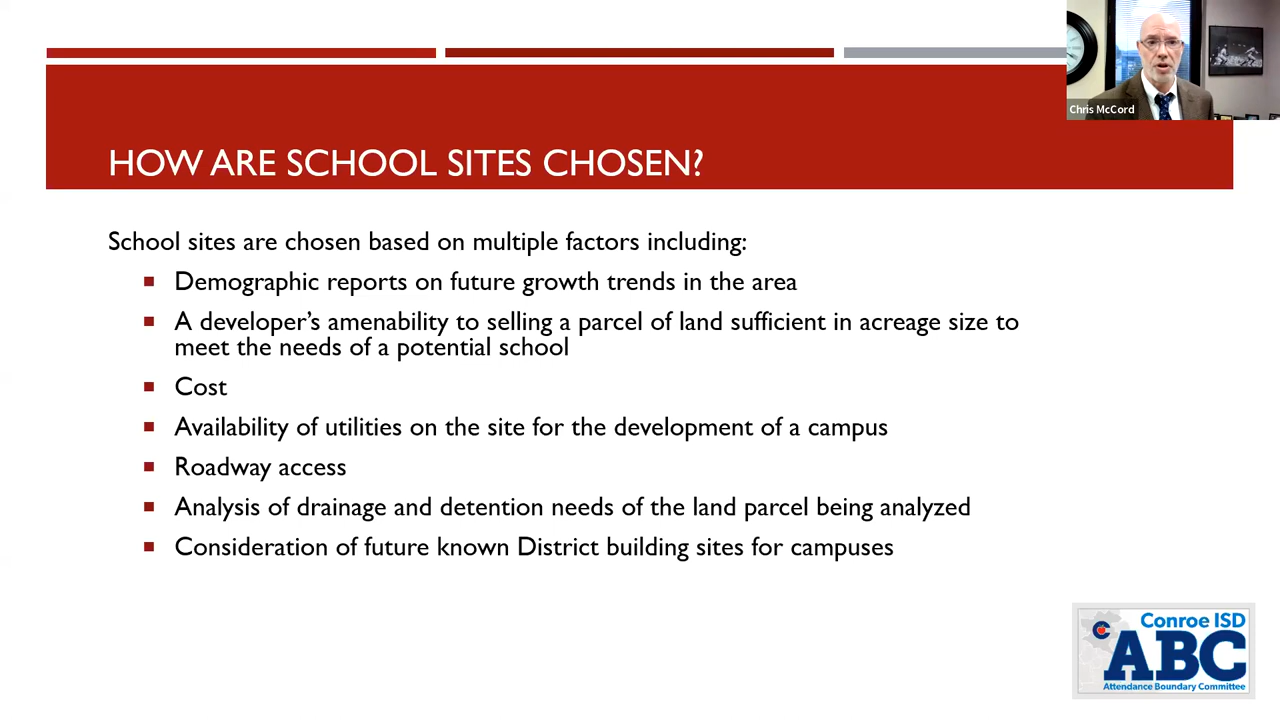 Chris McCord
HOW ARE SCHOOL SITES CHOSEN?
School sites are chosen based on multiple factors including:
Demographic reports on future growth trends in the area
A developer's amenability to selling a parcel of land sufficient in acreage size to
meet the needs of a potential school
Cost
Availability of utilities on the site for the development of a campus
Roadway access
Analysis of drainage and detention needs of the land parcel being analyzed
Consideration of future known District building sites for campuses
Conroe ISD
C
ABC
Attendance Boundary Committee